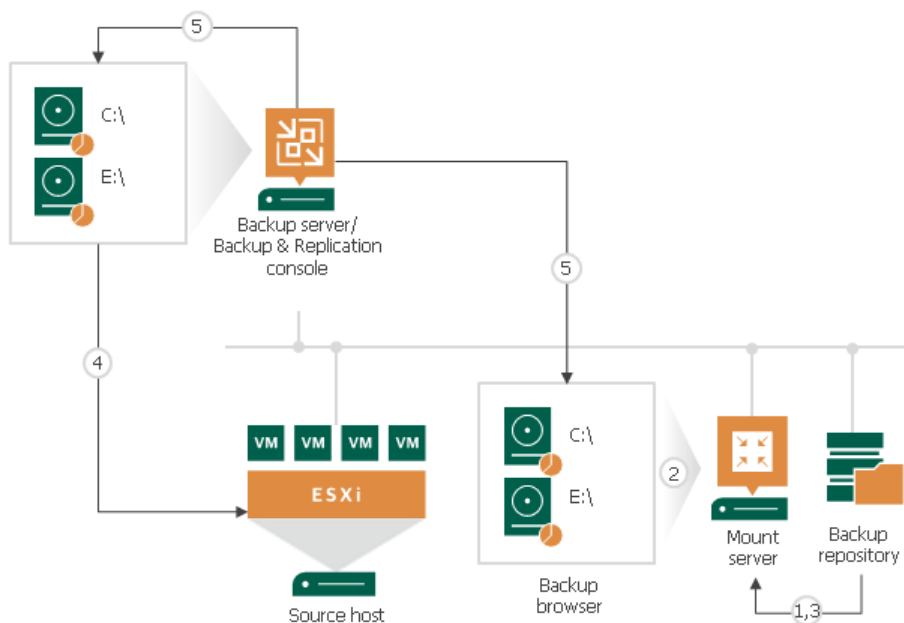 5
C:\
E:\
Backup server/
Backup & Replication
console
5
4
VM VM VM VM
ESXi
Source host
C:\
E:\
2
Backup
browser
Mount
server
Backup
repository
1,3